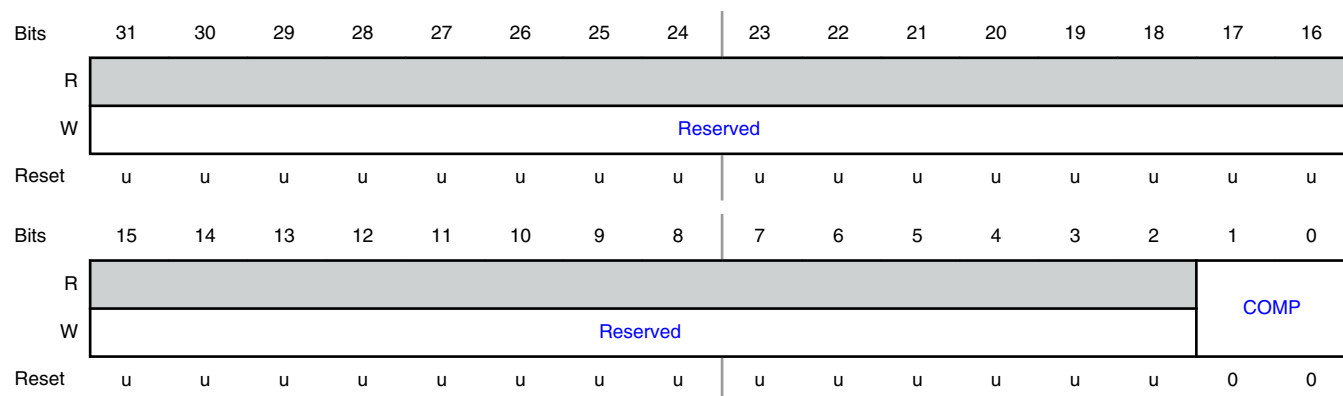 Bits 31 30 29 28 27 26 25 24 23 22 21 20 19 18 17 16
R
W Reserved
Reset u u u u u u u u u u u u u u u u
Bits 15 14 13 12 11 10 9 8 7 6 5 4 3 2 1 0
R
COMP
W Reserved
Reset u u u u u u u u u u u u u u 0 0